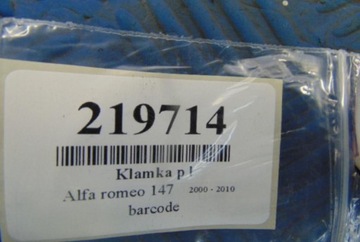 219714
Klamka p l
Alfa romeo 147 2000 - 2010
barcode